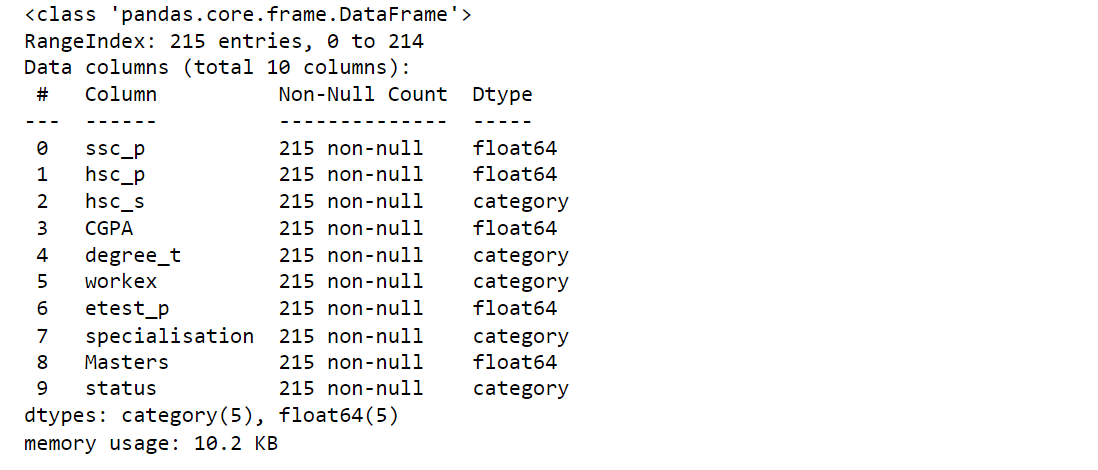 <class 'pandas.core.frame.DataFrame'>
RangeIndex: 215 entries, 0 to 214
Data columns (total 10 columns):
 #   Column          Non-Null Count  Dtype
---  ------          --------------  -----
 0   ssc_p           215 non-null    float64
 1   hsc_p           215 non-null    float64
 2   hsc_s           215 non-null    category
 3   CGPA            215 non-null    float64
 4   degree_t        215 non-null    category
 5   workex          215 non-null    category
 6   etest_p         215 non-null    float64
 7   specialisation  215 non-null    category
 8   Masters         215 non-null    float64
 9   status          215 non-null    category
dtypes: category(5), float64(5)
memory usage: 10.2 KB